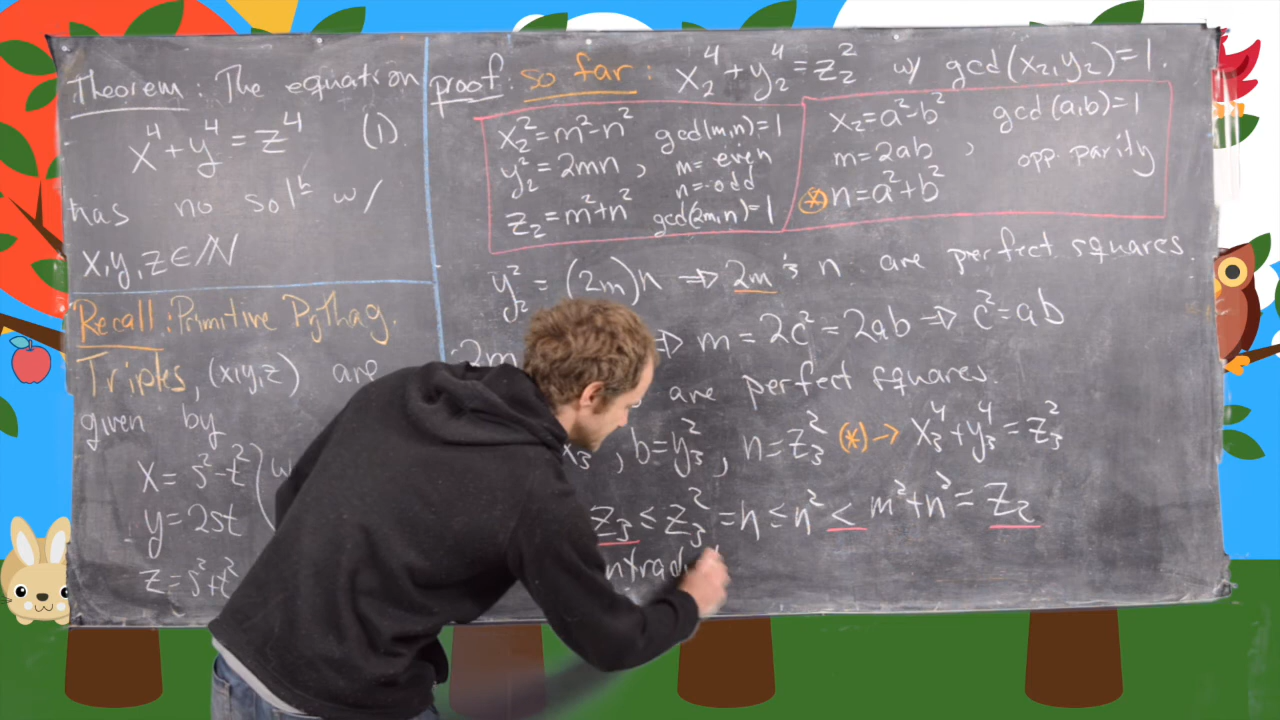 Theorem: The equation
x⁴+y⁴=z⁴ (1).
has no solⁿ w/
x,y,z∈ℕ
Recall: Primitive Pythag.
Triples, (x,y,z) are
given by
x=s²-t²
y=2st
z=s²+t²
proof: so far: x₂⁴+y₂⁴=z₂² w/ gcd(x₂,y₂)=1.
x₂²=m²-n² gcd(m,n)=1
y₂²=2mn, m=even
n=odd
z₂=m²+n² gcd(2m,n)=1
x₂=a²-b² gcd(a,b)=1
m=2ab, opp. parity
(*) n=a²+b²
y₂²=(2m)n ⇒ 2m & n are perfect squares.
2m ⇒ m=2c²=2ab ⇒ c²=ab
are perfect squares.
x₃, b=y₃², n=z₃² (*)→ x₃⁴+y₃⁴=z₃²
z₃≤z₃²=n≤n²<m²+n²=z₂
ntrad